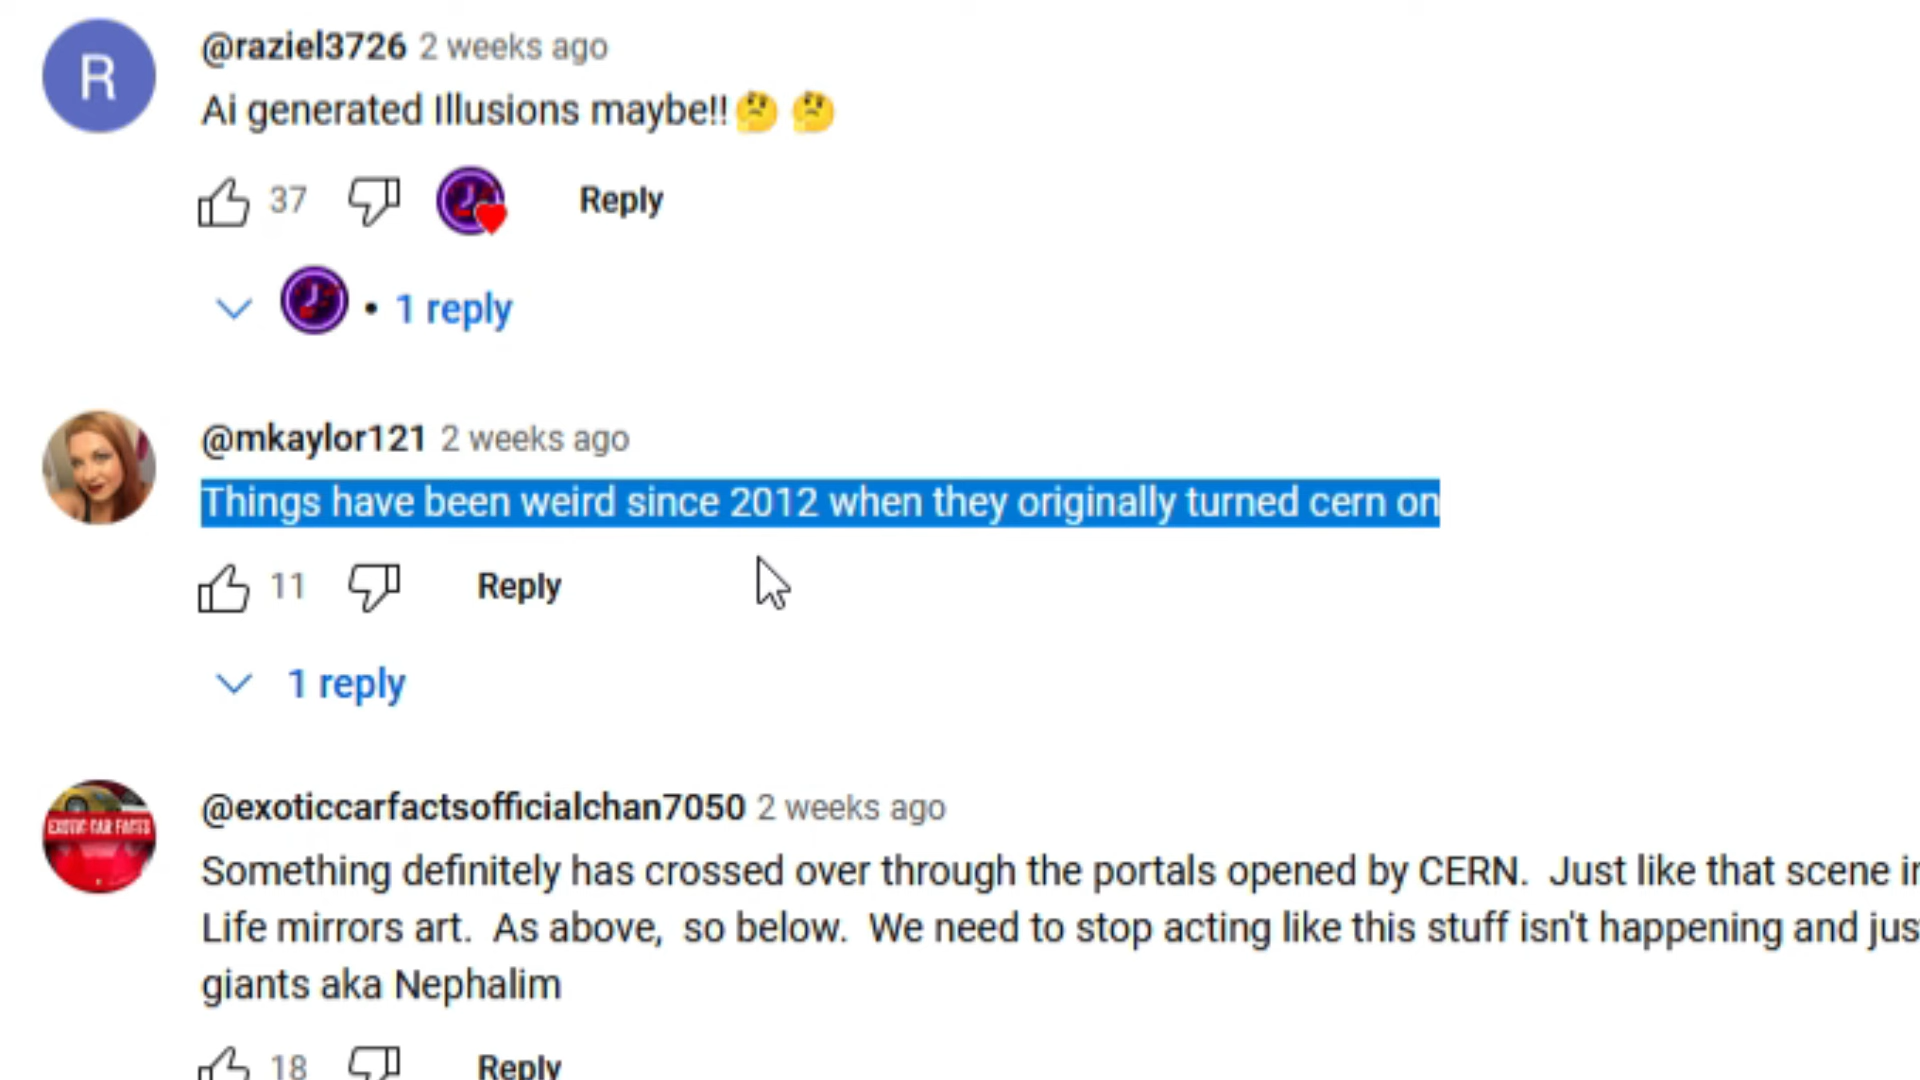 R
@raziel3726 2 weeks ago
Ai generated Illusions maybe!!🤔 🤔
37 Reply
• 1 reply
@mkaylor121 2 weeks ago
Things have been weird since 2012 when they originally turned cern on
11 Reply
1 reply
EXOTIC CAR FACTS
@exoticcarfactsofficialchan7050 2 weeks ago
Something definitely has crossed over through the portals opened by CERN. Just like that scene
Life mirrors art. As above, so below. We need to stop acting like this stuff isn't happening and
giants aka Nephalim
18 Reply